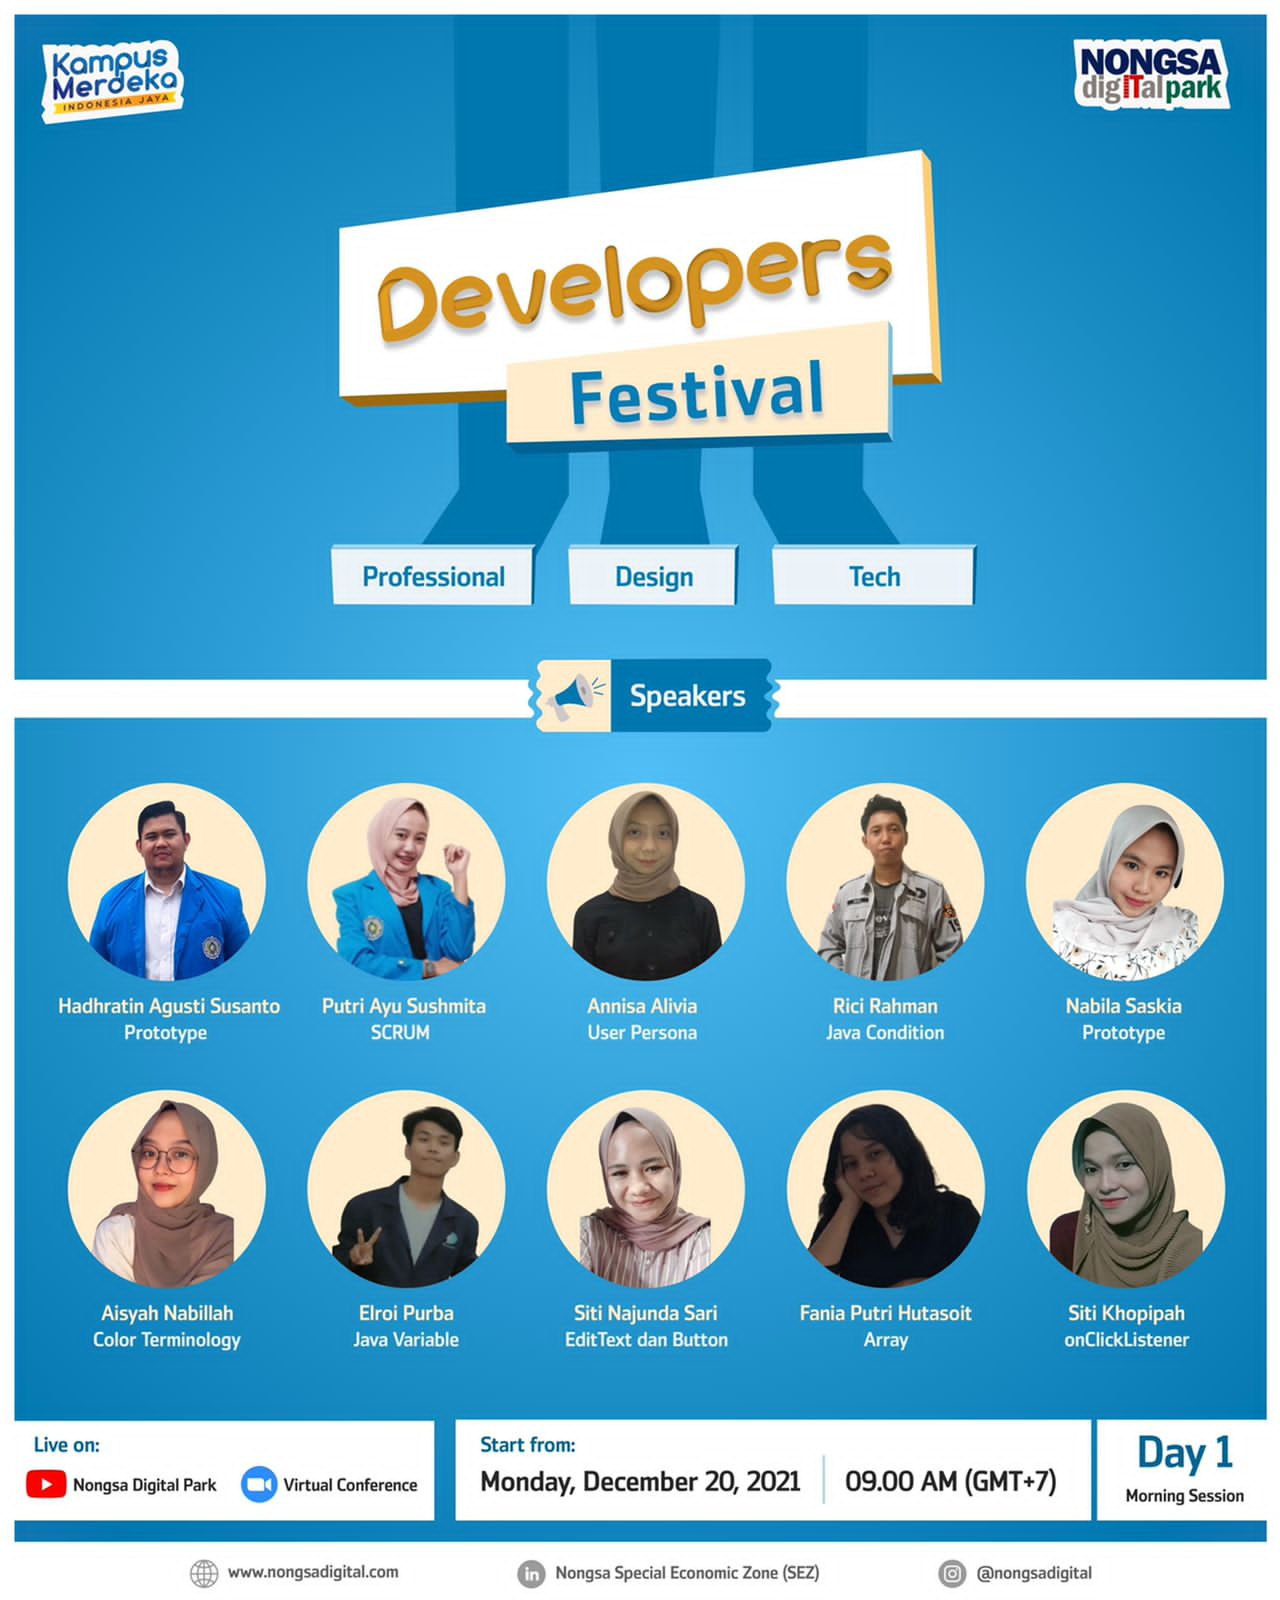 Kampus
Merdeka
INDONESIA JAYA
NONGSA
digITalpark
Developers
Festival
Professional
Design
Tech
Speakers
Hadhratin Agusti Susanto
Prototype
Putri Ayu Sushmita
SCRUM
Annisa Alivia
User Persona
Rici Rahman
Java Condition
Nabila Saskia
Prototype
Aisyah Nabillah
Color Terminology
Elroi Purba
Java Variable
Siti Najunda Sari
EditText dan Button
Fania Putri Hutasoit
Array
Siti Khopipah
onClickListener
Live on:
Nongsa Digital Park
Virtual Conference
Start from:
Monday, December 20, 2021
09.00 AM (GMT+7)
Day 1
Morning Session
www.nongsadigital.com
in
Nongsa Special Economic Zone (SEZ)
@nongsadigital